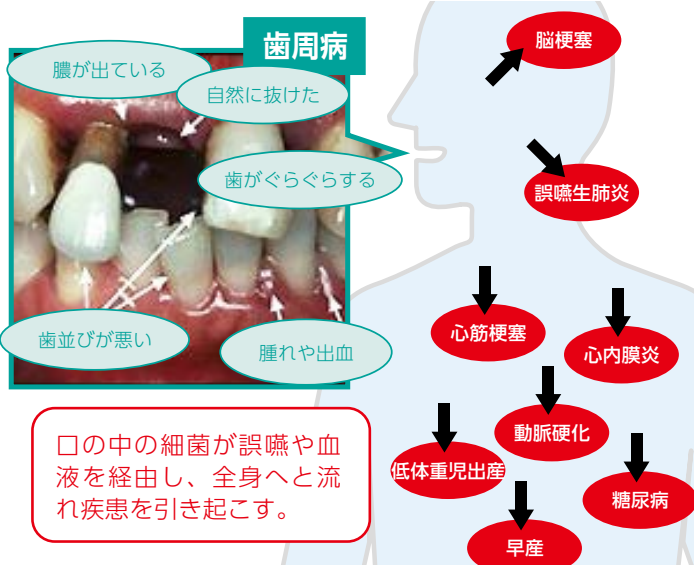 歯周病
膿が出ている
自然に抜けた
歯がぐらぐらする
歯並びが悪い
腫れや出血
脳梗塞
誤嚥生肺炎
心筋梗塞
心内膜炎
動脈硬化
低体重児出産
糖尿病
早産
口の中の細菌が誤嚥や血
液を経由し、全身へと流
れ疾患を引き起こす。